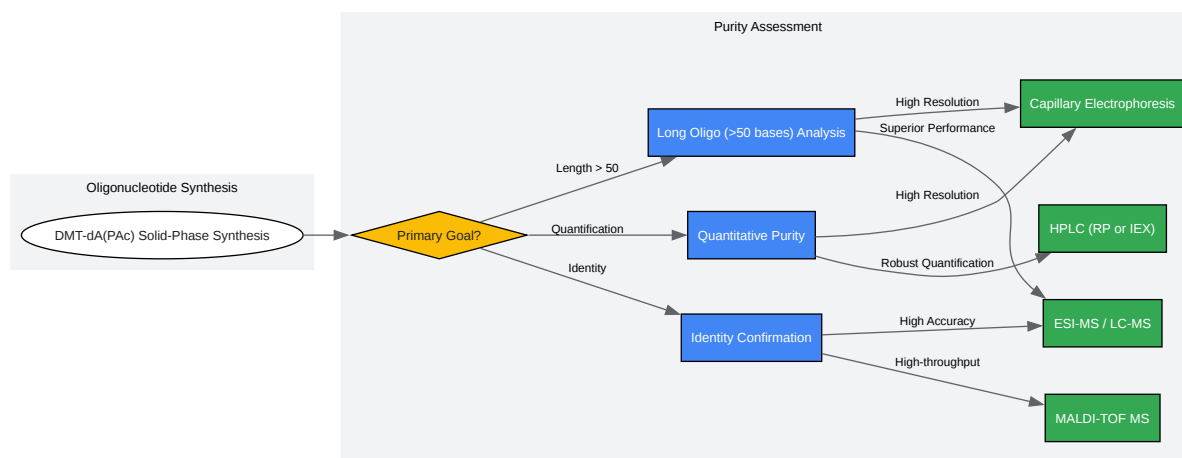 Purity Assessment
Oligonucleotide Synthesis
DMT-dA(PAc) Solid-Phase Synthesis
Primary Goal?
Length > 50
Quantification
Identity
Long Oligo (>50 bases) Analysis
Quantitative Purity
Identity Confirmation
High Resolution
Superior Performance
High Resolution
Robust Quantification
High Accuracy
High-throughput
Capillary Electrophoresis
HPLC (RP or IEX)
ESI-MS / LC-MS
MALDI-TOF MS